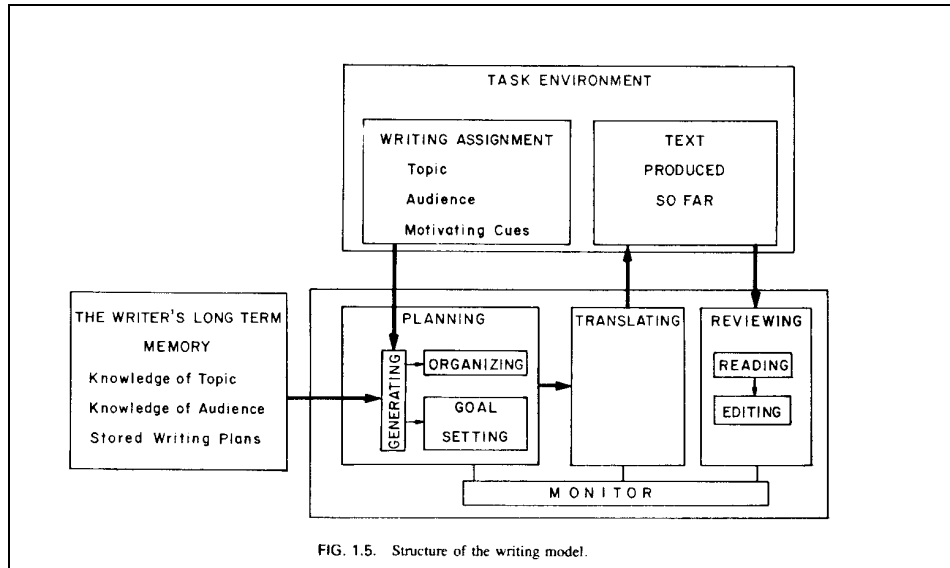 TASK ENVIRONMENT
WRITING ASSIGNMENT
Topic
Audience
Motivating Cues
TEXT
PRODUCED
SO FAR
THE WRITER'S LONG TERM
MEMORY
Knowledge of Topic
Knowledge of Audience
Stored Writing Plans
PLANNING
GENERATING
ORGANIZING
GOAL
SETTING
TRANSLATING
REVIEWING
READING
EDITING
MONITOR
FIG. 1.5. Structure of the writing model.